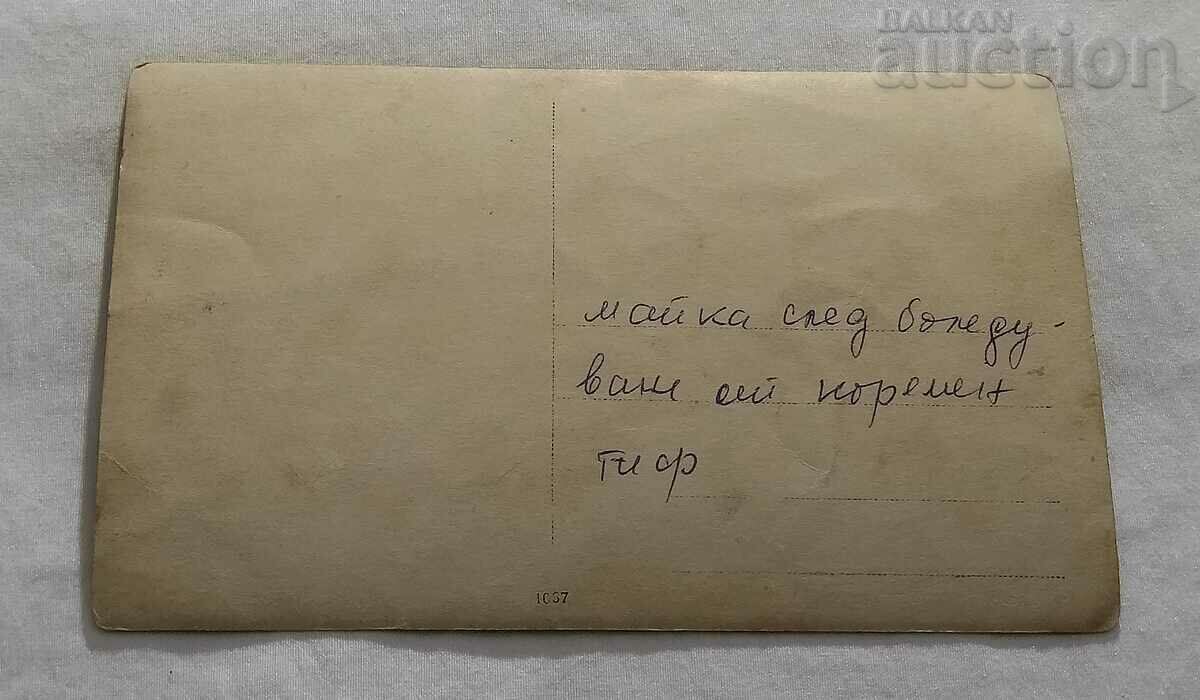 BALKAN
auction
майка след боледу-
ване от коремен
тиф
1037